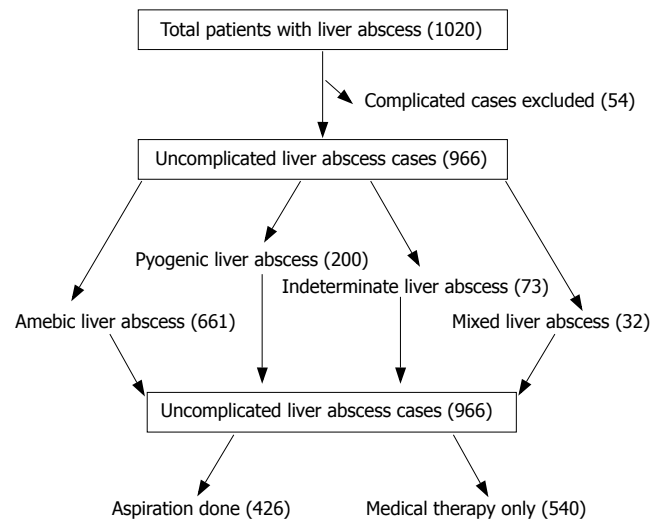 Total patients with liver abscess (1020)
Complicated cases excluded (54)
Uncomplicated liver abscess cases (966)
Pyogenic liver abscess (200)
Indeterminate liver abscess (73)
Amebic liver abscess (661)
Mixed liver abscess (32)
Uncomplicated liver abscess cases (966)
Aspiration done (426)
Medical therapy only (540)